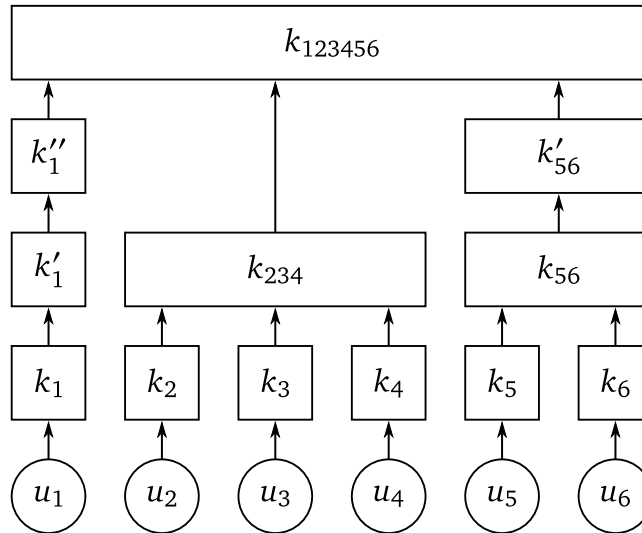 k₁₂₃₄₅₆
k₁′′ k₅₆′
k₁′ k₂₃₄ k₅₆
k₁ k₂ k₃ k₄ k₅ k₆
u₁ u₂ u₃ u₄ u₅ u₆